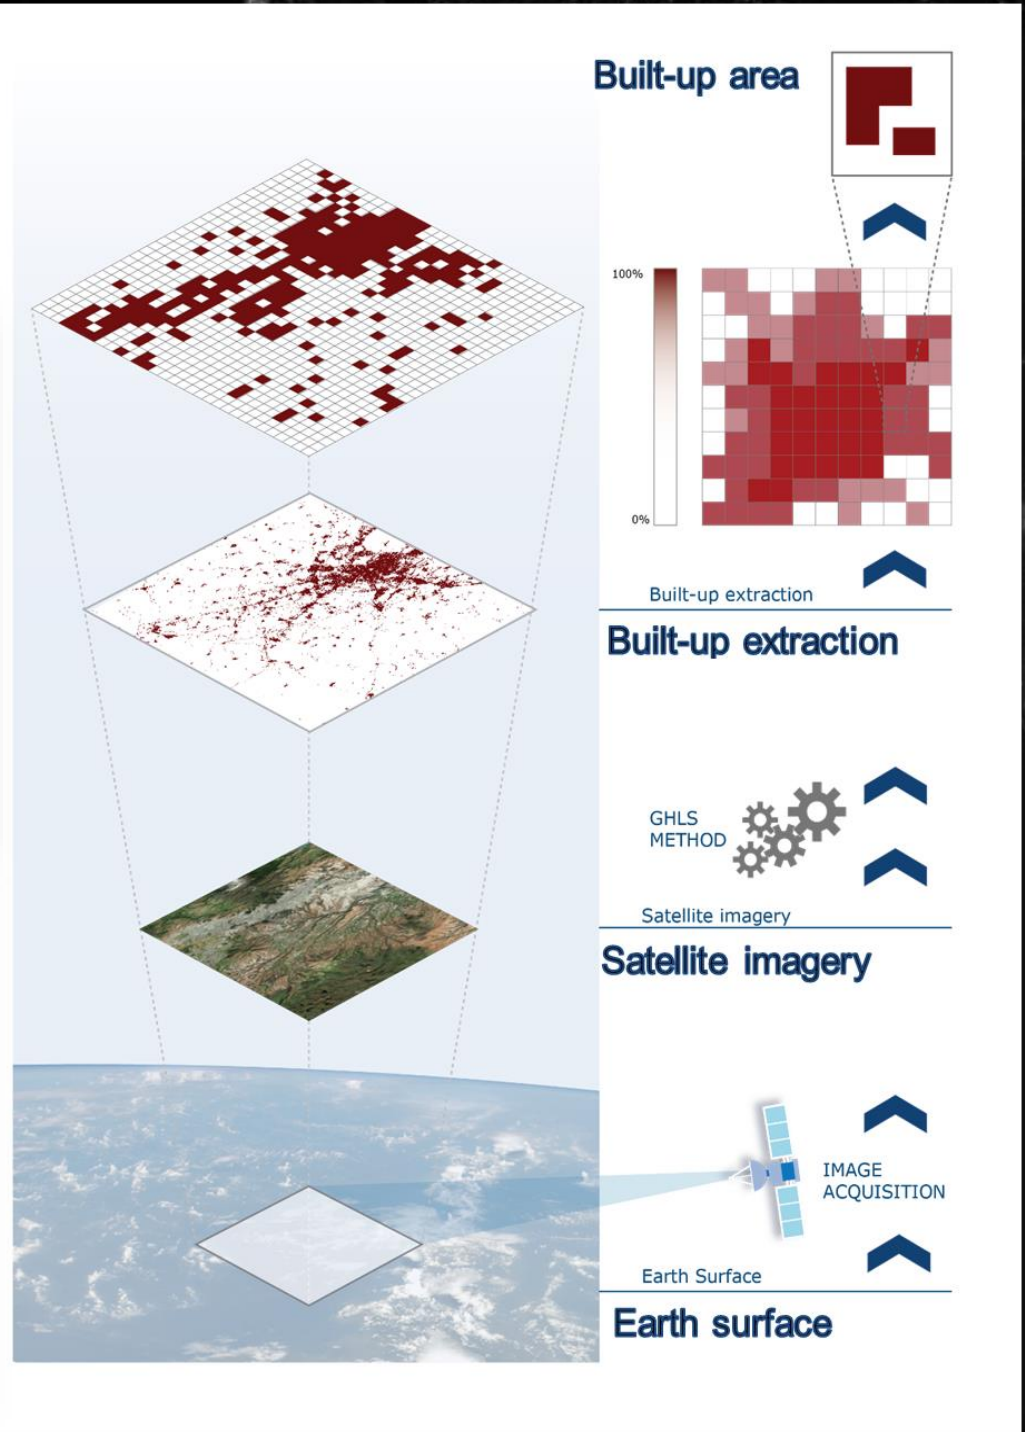 Built-up area
100%
0%
Built-up extraction
Built-up extraction
GHLS
METHOD
Satellite imagery
Satellite imagery
IMAGE
ACQUISITION
Earth Surface
Earth surface